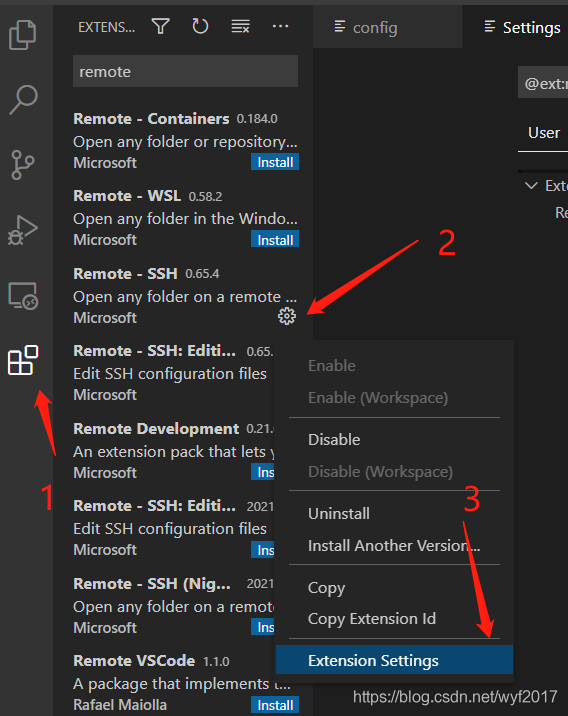 EXTENS...
config
Settings
remote
@ext:r
User
Exte
Re
Remote - Containers 0.184.0
Open any folder or repository...
Microsoft
Install
Remote - WSL 0.58.2
Open any folder in the Windo...
Microsoft
Install
2
Remote - SSH 0.65.4
Open any folder on a remote ...
Microsoft
Remote - SSH: Editi... 0.65.
Edit SSH configuration files
Microsoft
Remote Development 0.21.
An extension pack that lets y
Microsoft
Ins
1
Remote - SSH: Editi... 2021
Edit SSH configuration files
Microsoft
Ins
Remote - SSH (Nig... 2021
Open any folder on a remot
Microsoft
Ins
Remote VSCode 1.1.0
A package that implements t...
Rafael Maiolla
Install
Enable
Enable (Workspace)
Disable
Disable (Workspace)
3
Uninstall
Install Another Version...
Copy
Copy Extension Id
Extension Settings
https://blog.csdn.net/wyf2017